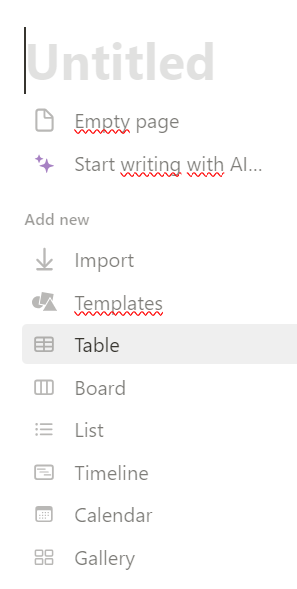 Untitled
Empty page
Start writing with AI...
Add new
Import
Templates
Table
Board
List
Timeline
Calendar
Gallery